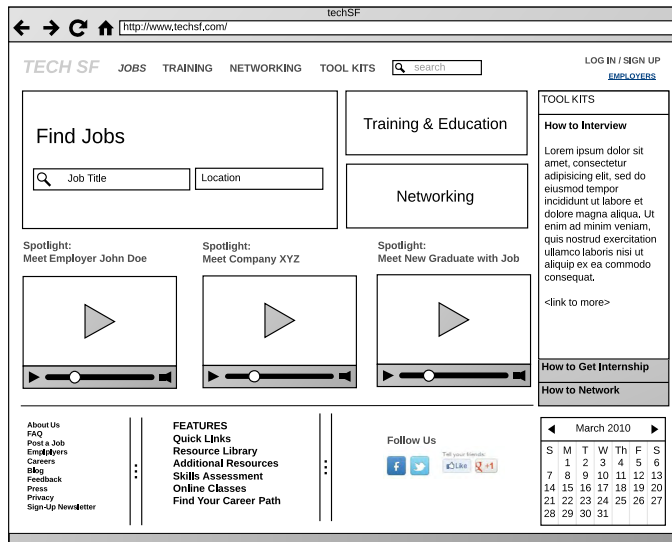 techSF
http://www.techsf.com/
TECH SF JOBS TRAINING NETWORKING TOOL KITS search
LOG IN / SIGN UP
EMPLOYERS
Find Jobs
Job Title Location
Training & Education
Networking
TOOL KITS
How to Interview
Lorem ipsum dolor sit
amet, consectetur
adipisicing elit, sed do
eiusmod tempor
incididunt ut labore et
dolore magna aliqua. Ut
enim ad minim veniam,
quis nostrud exercitation
ullamco laboris nisi ut
aliquip ex ea commodo
consequat.
<link to more>
How to Get Internship
How to Network
Spotlight:
Meet Employer John Doe
Spotlight:
Meet Company XYZ
Spotlight:
Meet New Graduate with Job
About Us
FAQ
Post a Job
Emplplyers
Careers
Blog
Feedback
Press
Privacy
Sign-Up Newsletter
FEATURES
Quick LInks
Resource Library
Additional Resources
Skills Assessment
Online Classes
Find Your Career Path
Follow Us
Tell your friends:
f Like +1
March 2010
S M T W Th F S
1 2 3 4 5 6
7 8 9 10 11 12 13
14 15 16 17 18 19 20
21 22 23 24 25 26 27
28 29 30 31